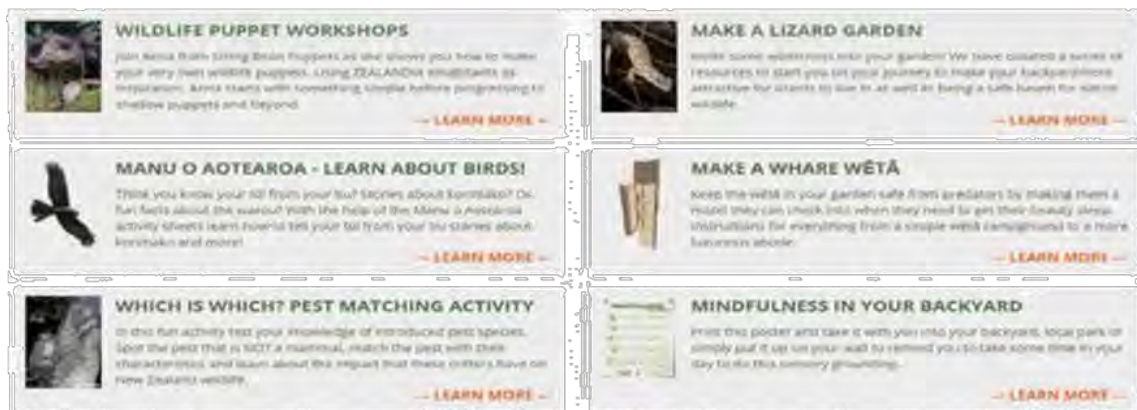 WILDLIFE PUPPET WORKSHOPS
Join Anna from String Bean Puppets as she shows you how to make
your very own wildlife puppets. Using ZEALANDIA inhabitants as
inspiration, Anna starts with something simple before progressing to
shadow puppets and beyond.
— LEARN MORE —
MAKE A LIZARD GARDEN
some wilderness into your garden! We have created a series of
resources to start you on your journey to make your backyard more
attractive for lizards to live in as well as being a safe haven for native
wildlife.
— LEARN MORE —
MANU O AOTEAROA - LEARN ABOUT BIRDS!
Think you know your tūī from your tīeke? Stories about korimako? Or
fun facts about the With the help of the Manu o Aotearoa
activity sheets learn how to tell your from your stories about
korimako and more!
— LEARN MORE —
MAKE A WHARE WĒTĀ
Keep the wētā in your garden safe from predators by making them a
motel they can check into when they need to get their beauty sleep.
Instructions for everything from a simple wētā campground to a more
luxurious abode.
— LEARN MORE —
WHICH IS WHICH? PEST MATCHING ACTIVITY
In this fun activity test your knowledge of introduced pest species.
Spot the pest that is NOT a mammal, match the pest with their
characteristics and learn about the impact that these critters have on
New Zealand wildlife.
— LEARN MORE —
MINDFULNESS IN YOUR BACKYARD
Print this poster and take it with you into your backyard, local park or
simply put it up on your wall to remind you to take some time in your
day to do this sensory grounding.
— LEARN MORE —